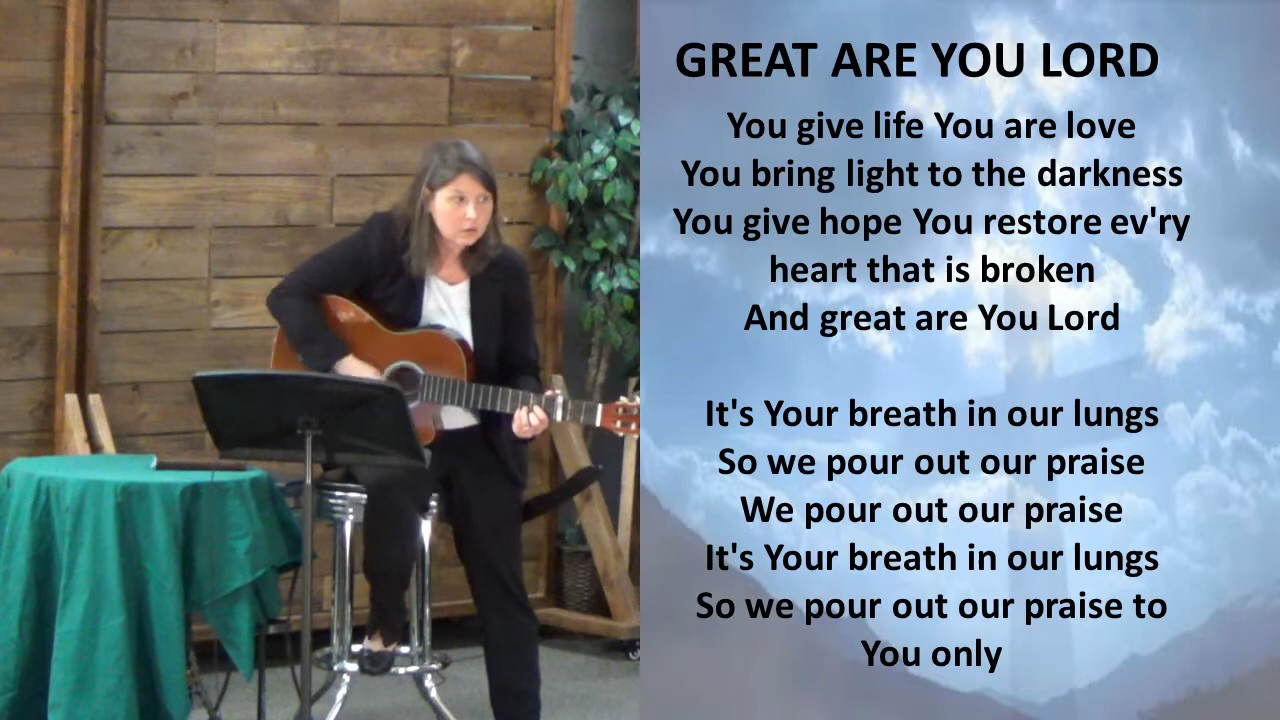 GREAT ARE YOU LORD
You give life You are love
You bring light to the darkness
You give hope You restore ev'ry
heart that is broken
And great are You Lord
It's Your breath in our lungs
So we pour out our praise
We pour out our praise
It's Your breath in our lungs
So we pour out our praise to
You only